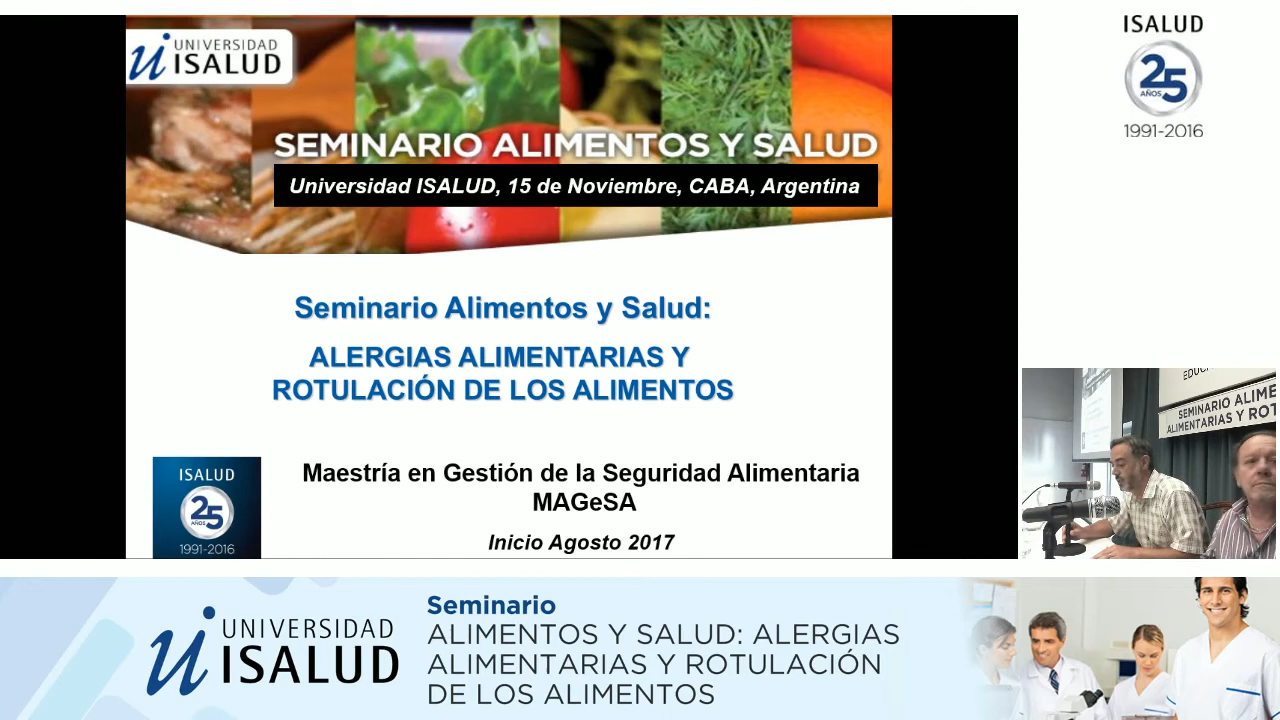 UNIVERSIDAD
ISALUD
SEMINARIO ALIMENTOS Y SALUD
Universidad ISALUD, 15 de Noviembre, CABA, Argentina
Seminario Alimentos y Salud:
ALERGIAS ALIMENTARIAS Y
ROTULACIÓN DE LOS ALIMENTOS
ISALUD
25
AÑOS
1991-2016
Maestría en Gestión de la Seguridad Alimentaria
MAGeSA
Inicio Agosto 2017
ISALUD
25
AÑOS
1991-2016
SEMINARIO ALIME
ALIMENTARIAS Y ROT
UNIVERSIDAD
ISALUD
Seminario
ALIMENTOS Y SALUD: ALERGIAS
ALIMENTARIAS Y ROTULACIÓN
DE LOS ALIMENTOS